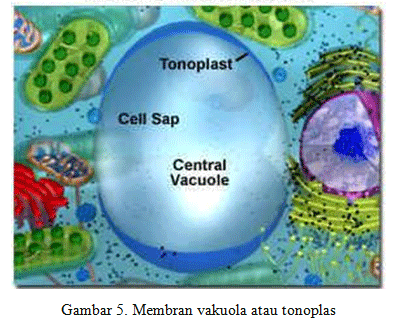 Tonoplast
Cell Sap
Central
Vacuole
Gambar 5. Membran vakuola atau tonoplas